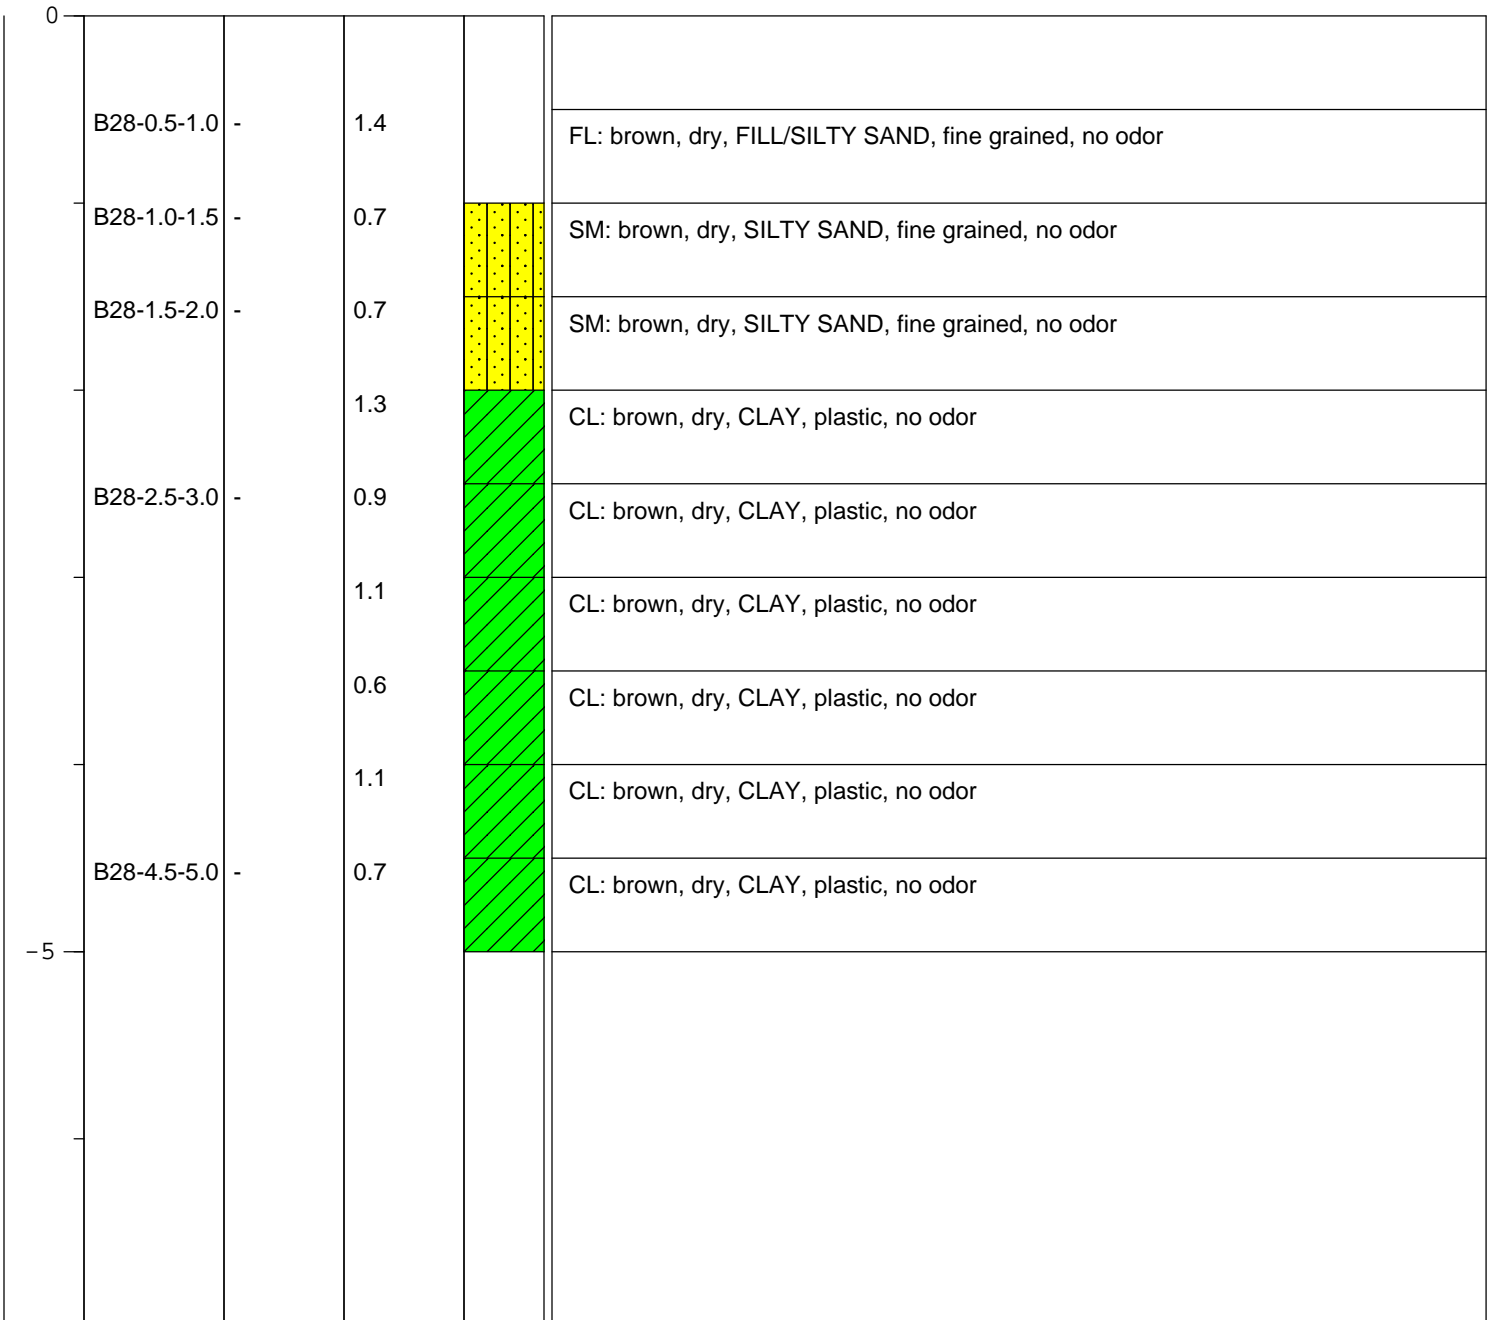 0
B28-0.5-1.0 - 1.4 FL: brown, dry, FILL/SILTY SAND, fine grained, no odor
B28-1.0-1.5 - 0.7 SM: brown, dry, SILTY SAND, fine grained, no odor
B28-1.5-2.0 - 0.7 SM: brown, dry, SILTY SAND, fine grained, no odor
1.3 CL: brown, dry, CLAY, plastic, no odor
B28-2.5-3.0 - 0.9 CL: brown, dry, CLAY, plastic, no odor
1.1 CL: brown, dry, CLAY, plastic, no odor
0.6 CL: brown, dry, CLAY, plastic, no odor
1.1 CL: brown, dry, CLAY, plastic, no odor
B28-4.5-5.0 - 0.7 CL: brown, dry, CLAY, plastic, no odor
-5